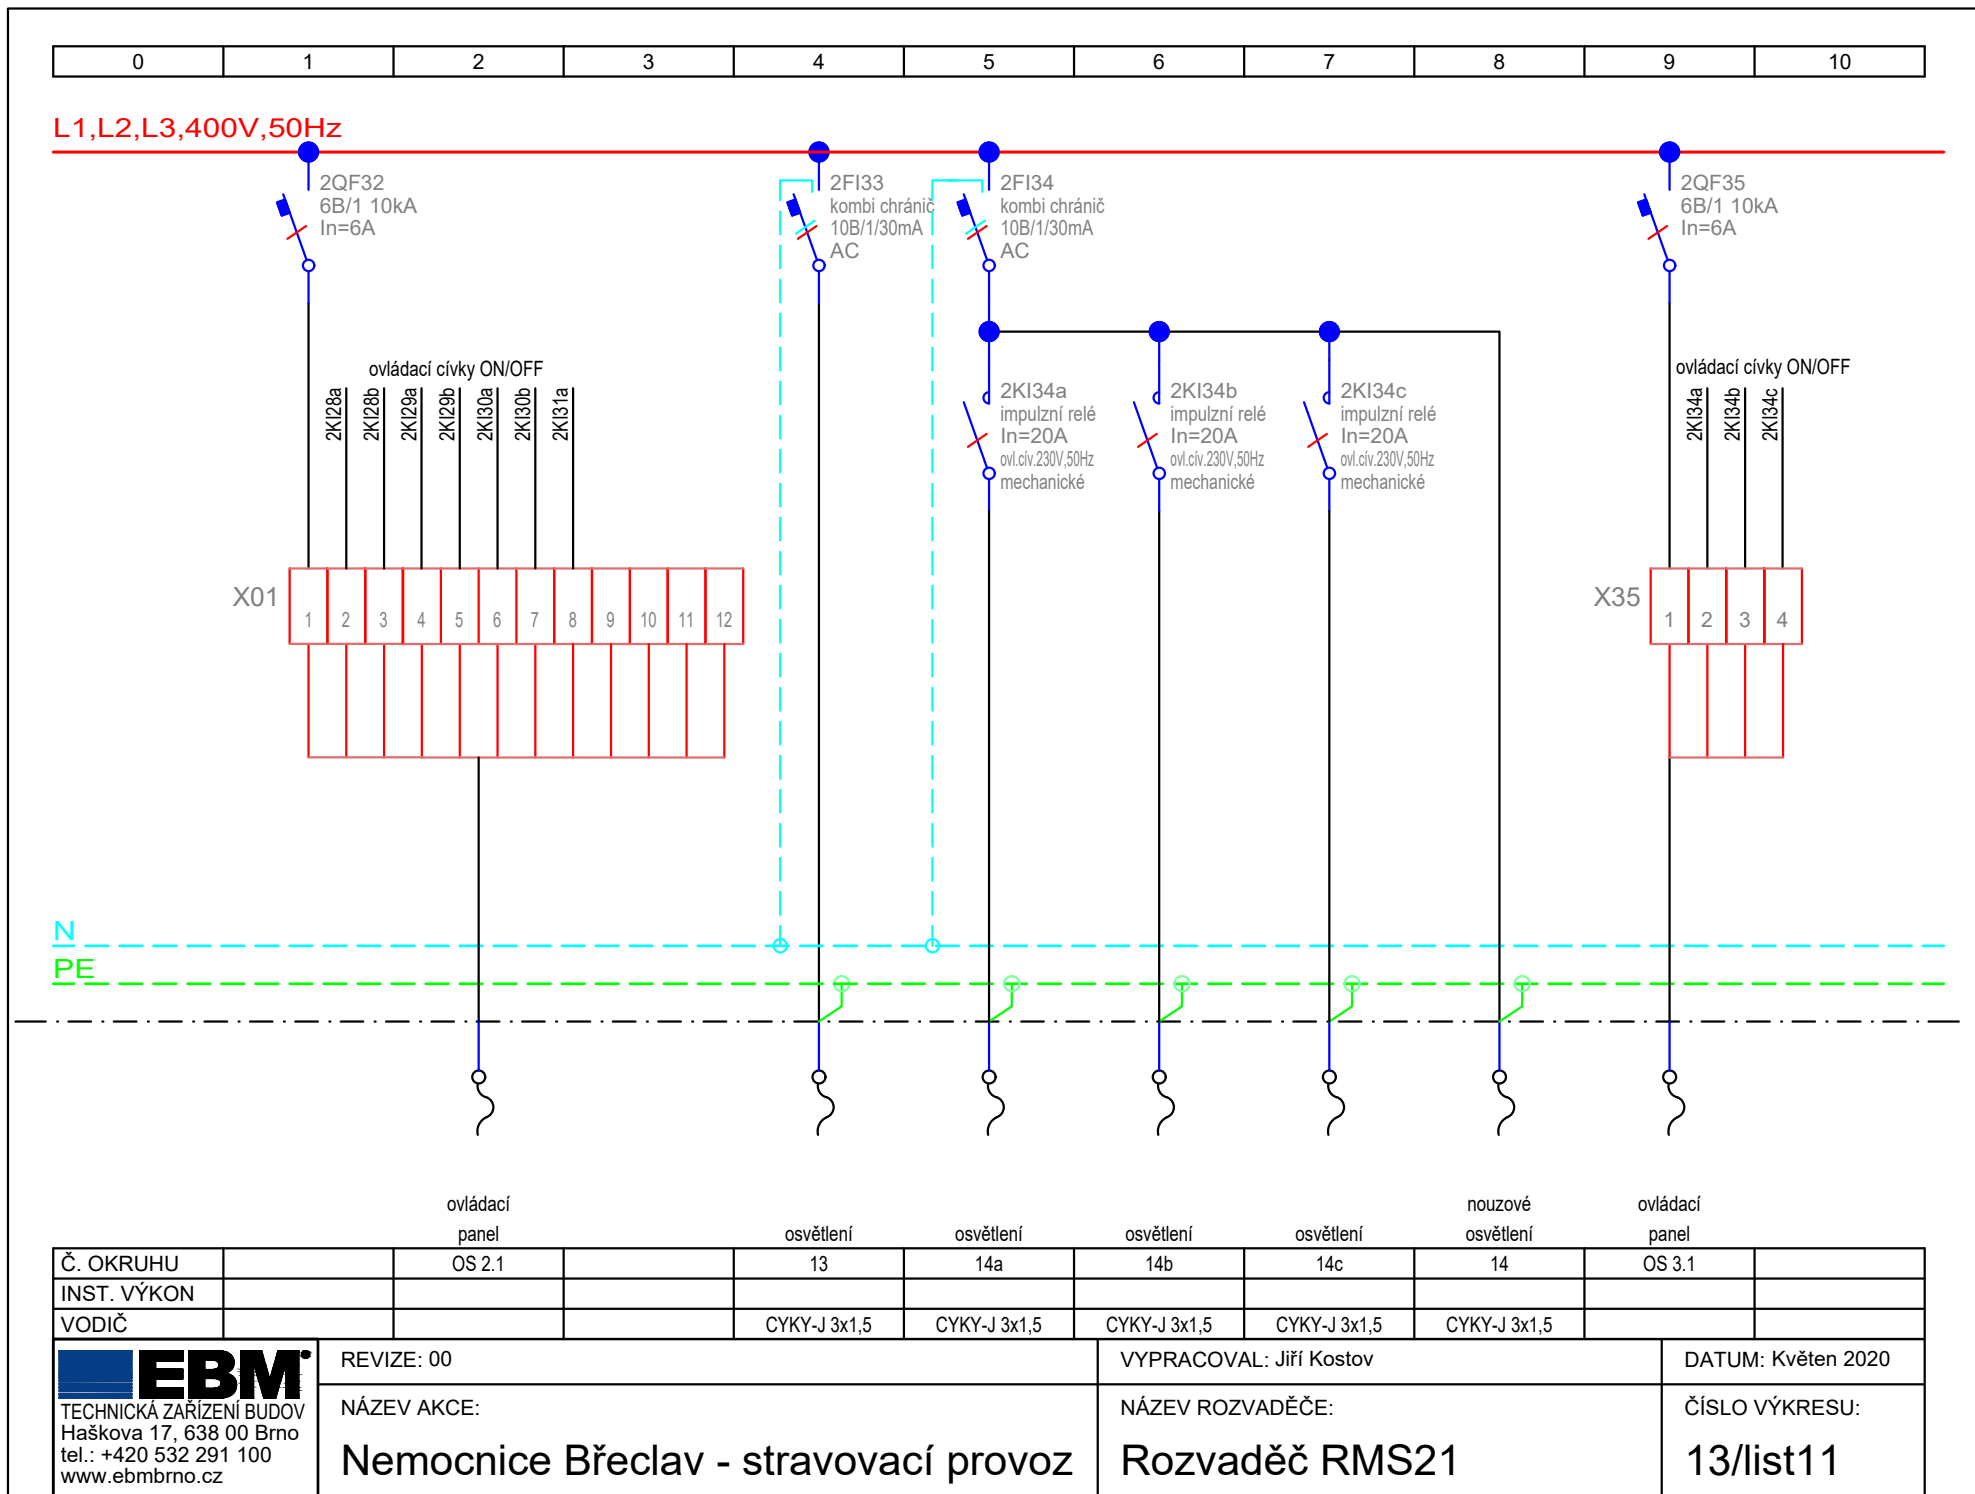 0 1 2 3 4 5 6 7 8 9 10
L1,L2,L3,400V,50Hz
2QF32
6B/1 10kA
In=6A
2FI33
kombi chránič
10B/1/30mA
AC
2FI34
kombi chránič
10B/1/30mA
AC
2QF35
6B/1 10kA
In=6A
ovládací cívky ON/OFF
2KI28a
2KI28b
2KI29a
2KI29b
2KI30a
2KI30b
2KI31a
2KI34a
impulzní relé
In=20A
ovl.cív.230V,50Hz
mechanické
2KI34b
impulzní relé
In=20A
ovl.cív.230V,50Hz
mechanické
2KI34c
impulzní relé
In=20A
ovl.cív.230V,50Hz
mechanické
ovládací cívky ON/OFF
2KI34a
2KI34b
2KI34c
X01
1 2 3 4 5 6 7 8 9 10 11 12
X35
1 2 3 4
N
PE
ovládací
panel
osvětlení
osvětlení
osvětlení
osvětlení
nouzové
osvětlení
ovládací
panel
Č. OKRUHU OS 2.1 13 14a 14b 14c 14 OS 3.1
INST. VÝKON
VODIČ CYKY-J 3x1,5 CYKY-J 3x1,5 CYKY-J 3x1,5 CYKY-J 3x1,5 CYKY-J 3x1,5
EBM
TECHNICKÁ ZAŘÍZENÍ BUDOV
Haškova 17, 638 00 Brno
tel.: +420 532 291 100
www.ebmbrno.cz
REVIZE: 00
NÁZEV AKCE:
Nemocnice Břeclav - stravovací provoz
VYPRACOVAL: Jiří Kostov
NÁZEV ROZVADĚČE:
Rozvaděč RMS21
DATUM: Květen 2020
ČÍSLO VÝKRESU:
13/list11